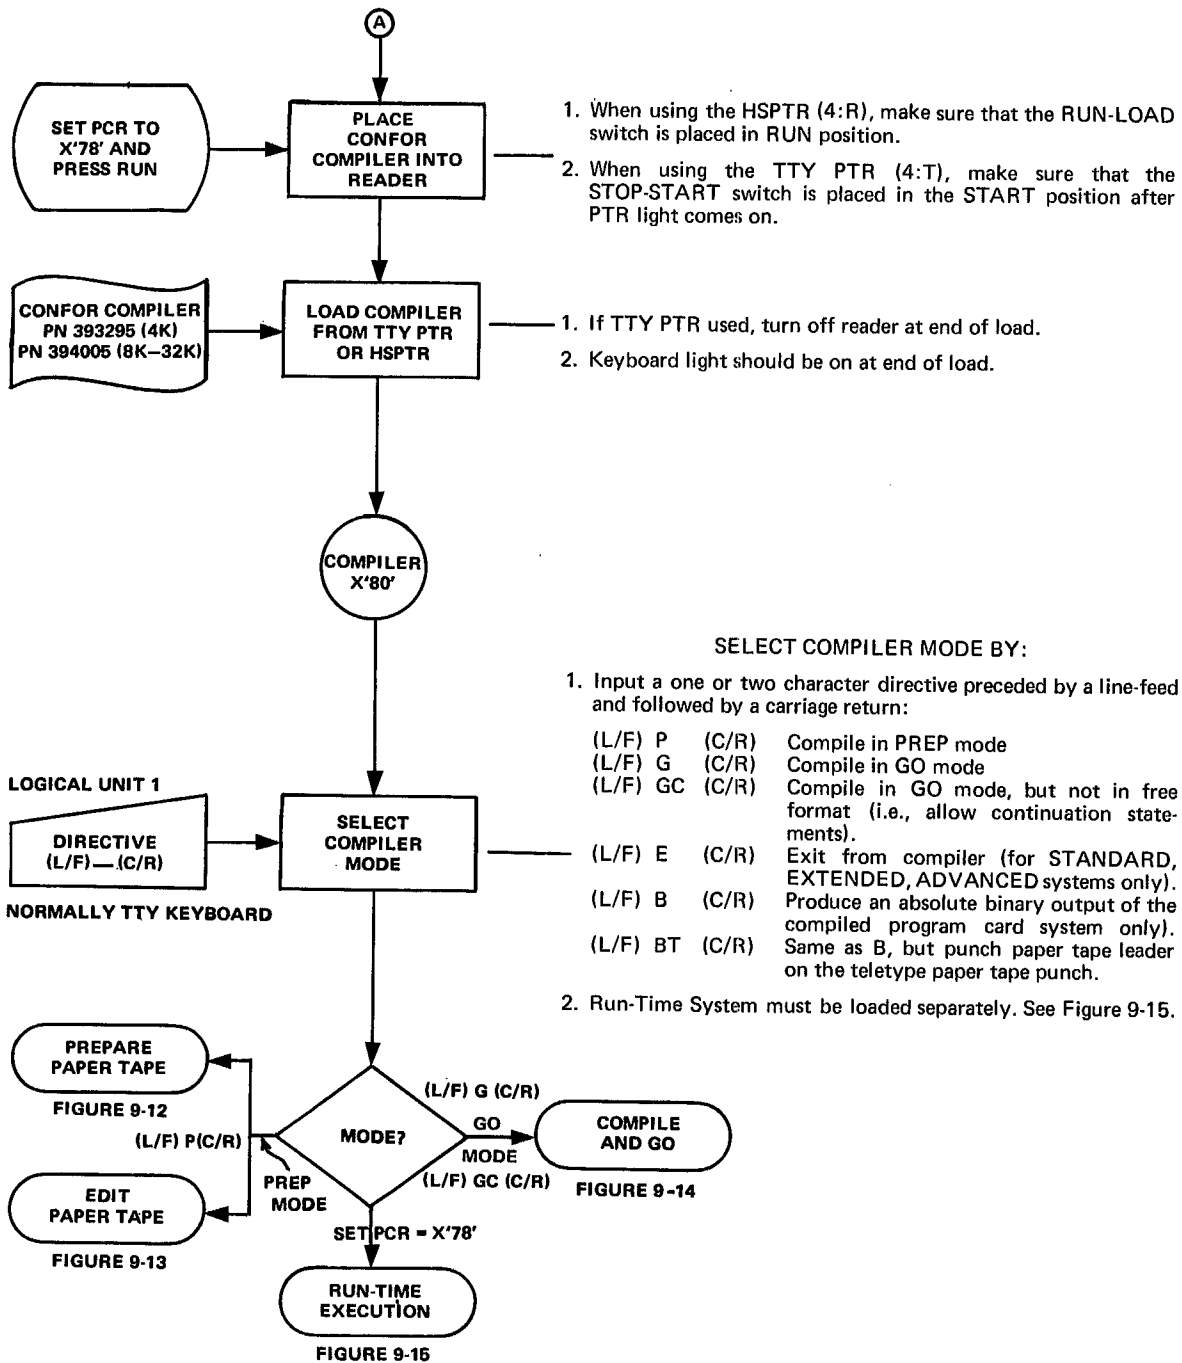 A
SET PCR TO
X'78' AND
PRESS RUN
PLACE
CONFOR
COMPILER INTO
READER
1. When using the HSPTR (4:R), make sure that the RUN-LOAD
switch is placed in RUN position.
2. When using the TTY PTR (4:T), make sure that the
STOP-START switch is placed in the START position after
PTR light comes on.
CONFOR COMPILER
PN 393295 (4K)
PN 394005 (8K–32K)
LOAD COMPILER
FROM TTY PTR
OR HSPTR
1. If TTY PTR used, turn off reader at end of load.
2. Keyboard light should be on at end of load.
COMPILER
X'80'
SELECT COMPILER MODE BY:
1. Input a one or two character directive preceded by a line-feed
and followed by a carriage return:
(L/F) P (C/R) Compile in PREP mode
(L/F) G (C/R) Compile in GO mode
(L/F) GC (C/R) Compile in GO mode, but not in free
format (i.e., allow continuation state-
ments).
(L/F) E (C/R) Exit from compiler (for STANDARD,
EXTENDED, ADVANCED systems only).
(L/F) B (C/R) Produce an absolute binary output of the
compiled program card system only).
(L/F) BT (C/R) Same as B, but punch paper tape leader
on the teletype paper tape punch.
2. Run-Time System must be loaded separately. See Figure 9-15.
LOGICAL UNIT 1
DIRECTIVE
(L/F) — (C/R)
NORMALLY TTY KEYBOARD
SELECT
COMPILER
MODE
PREPARE
PAPER TAPE
FIGURE 9-12
(L/F) P(C/R)
EDIT
PAPER TAPE
FIGURE 9-13
PREP
MODE
MODE?
(L/F) G (C/R)
GO
MODE
(L/F) GC (C/R)
COMPILE
AND GO
FIGURE 9-14
SET PCR = X'78'
RUN-TIME
EXECUTION
FIGURE 9-15